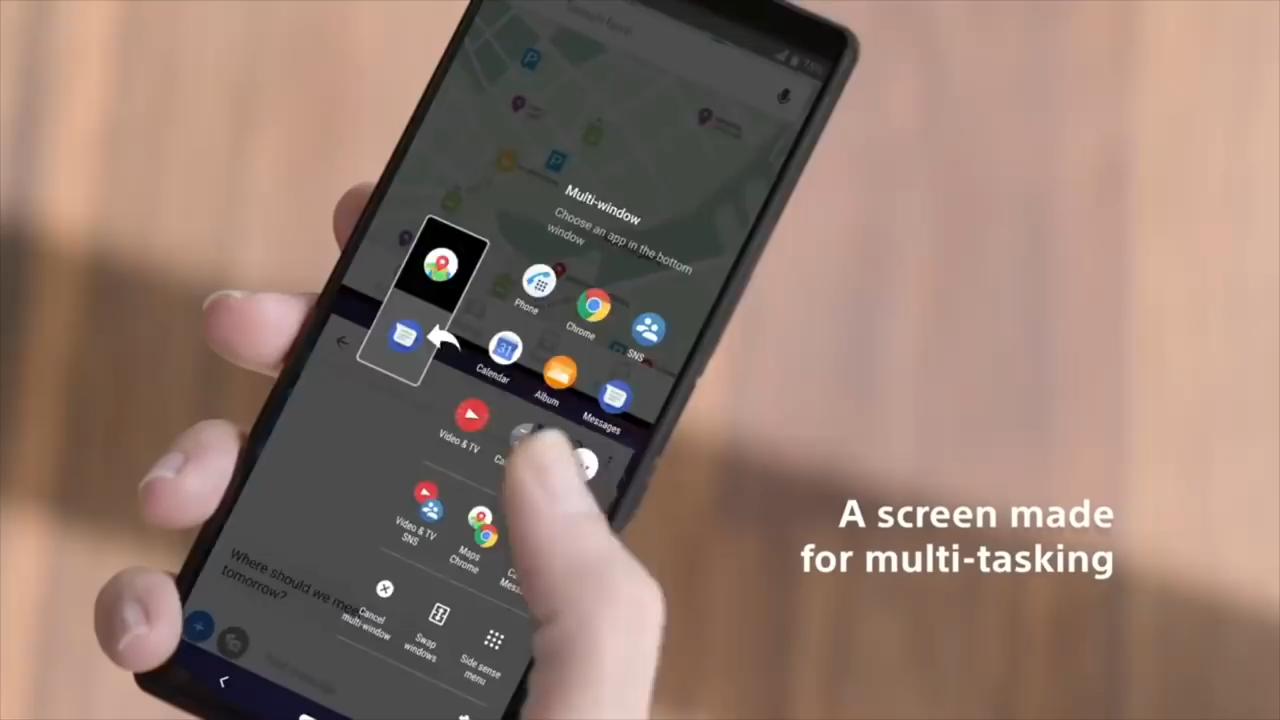 Multi-window
Choose an app in the bottom
window
Phone
Chrome
SNS
31
Calendar
Album
Messages
Video & TV
Video & TV
SNS
Maps
Chrome
Where should we
tomorrow?
Cancel
multi-window
Swap
windows
Side sense
menu
A screen made
for multi-tasking